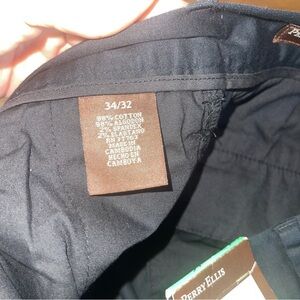 34/32
98% COTTON
98% ALGODON
2% SPANDEX
2% ELASTANO
MADE IN
CAMBODIA
HECHO EN
CAMBOYA
PERRY ELLIS